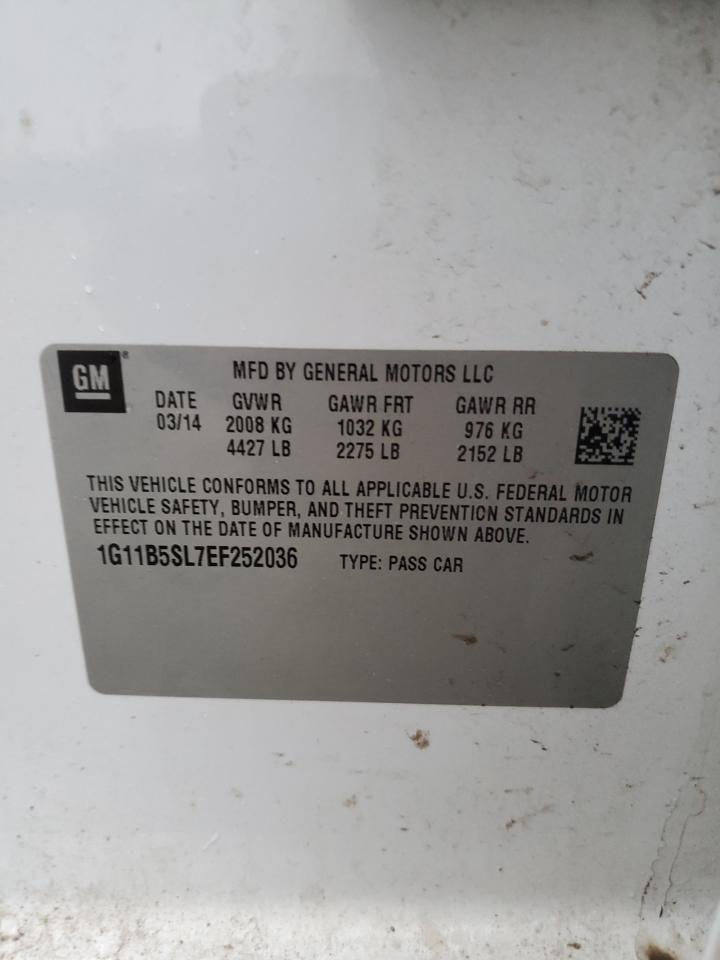 GM ®
MFD BY GENERAL MOTORS LLC
DATE GVWR GAWR FRT GAWR RR
03/14 2008 KG 1032 KG 976 KG
4427 LB 2275 LB 2152 LB
THIS VEHICLE CONFORMS TO ALL APPLICABLE U.S. FEDERAL MOTOR
VEHICLE SAFETY, BUMPER, AND THEFT PREVENTION STANDARDS IN
EFFECT ON THE DATE OF MANUFACTURE SHOWN ABOVE.
1G11B5SL7EF252036 TYPE: PASS CAR